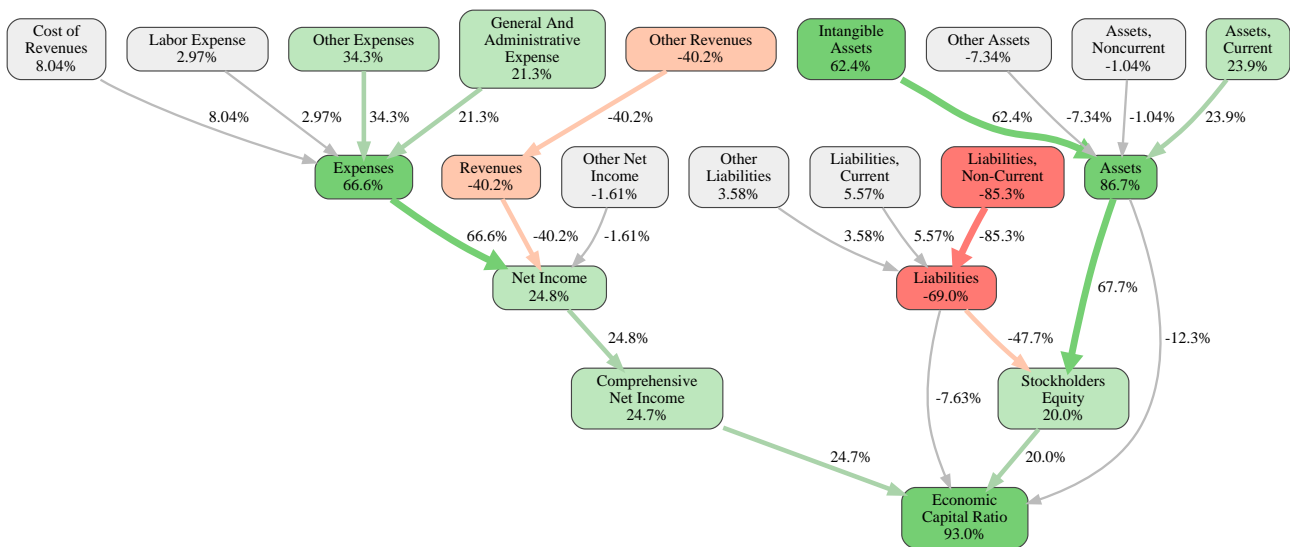 Cost of
Revenues
8.04%
Labor Expense
2.97%
Other Expenses
34.3%
General And
Administrative
Expense
21.3%
Other Revenues
-40.2%
Intangible
Assets
62.4%
Other Assets
-7.34%
Assets,
Noncurrent
-1.04%
Assets,
Current
23.9%
8.04%
2.97%
34.3%
21.3%
-40.2%
62.4%
-7.34%
-1.04%
23.9%
Expenses
66.6%
Revenues
-40.2%
Other Net
Income
-1.61%
Other
Liabilities
3.58%
Liabilities,
Current
5.57%
Liabilities,
Non-Current
-85.3%
Assets
86.7%
66.6%
-40.2%
-1.61%
3.58%
5.57%
-85.3%
Net Income
24.8%
Liabilities
-69.0%
67.7%
24.8%
-47.7%
-12.3%
Comprehensive
Net Income
24.7%
-7.63%
Stockholders
Equity
20.0%
24.7%
20.0%
Economic
Capital Ratio
93.0%